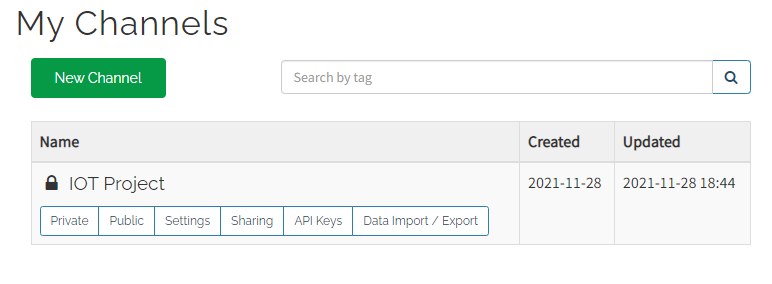 My Channels
New Channel
Search by tag
Name Created Updated
IOT Project 2021-11-28 2021-11-28 18:44
Private Public Settings Sharing API Keys Data Import / Export